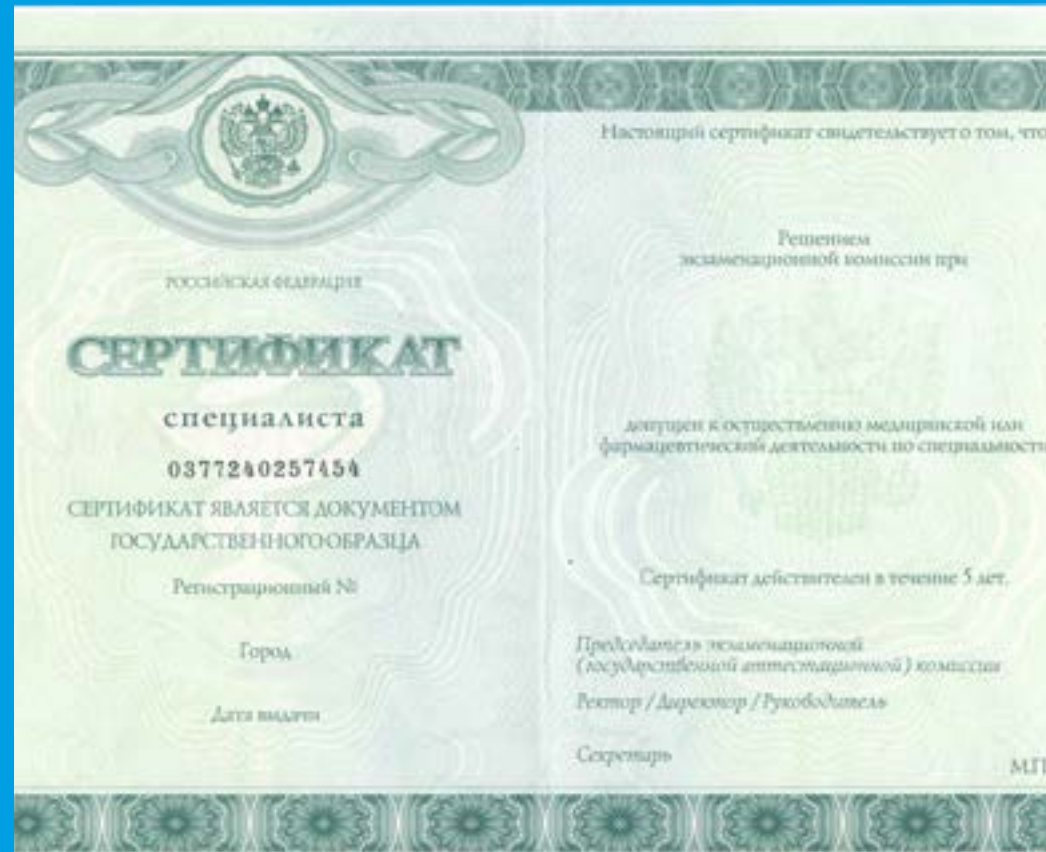 РОССИЙСКАЯ ФЕДЕРАЦИЯ
СЕРТИФИКАТ
специалиста
0377240257454
СЕРТИФИКАТ ЯВЛЯЕТСЯ ДОКУМЕНТОМ
ГОСУДАРСТВЕННОГО ОБРАЗЦА
Регистрационный №
Город
Дата выдачи
Настоящий сертификат свидетельствует о том, что
Решением
экзаменационной комиссии при
допущен к осуществлению медицинской или
фармацевтической деятельности по специальности
Сертификат действителен в течение 5 лет.
Председатель экзаменационной
(государственной аттестационной) комиссии
Ректор / Директор / Руководитель
Секретарь
М.П